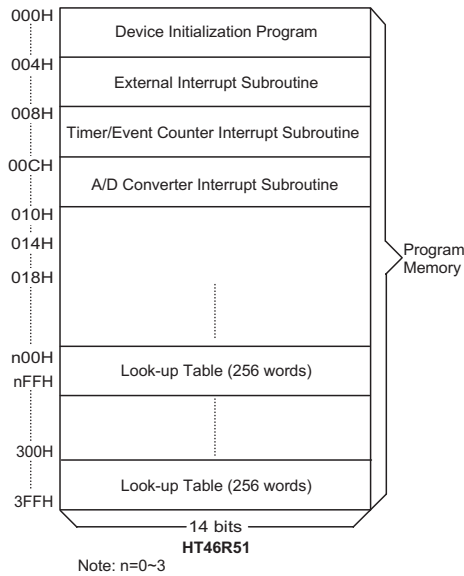 000H
Device Initialization Program
004H
External Interrupt Subroutine
008H
Timer/Event Counter Interrupt Subroutine
00CH
A/D Converter Interrupt Subroutine
010H
014H
018H
Program
Memory
n00H
Look-up Table (256 words)
nFFH
300H
Look-up Table (256 words)
3FFH
14 bits
HT46R51
Note: n=0~3